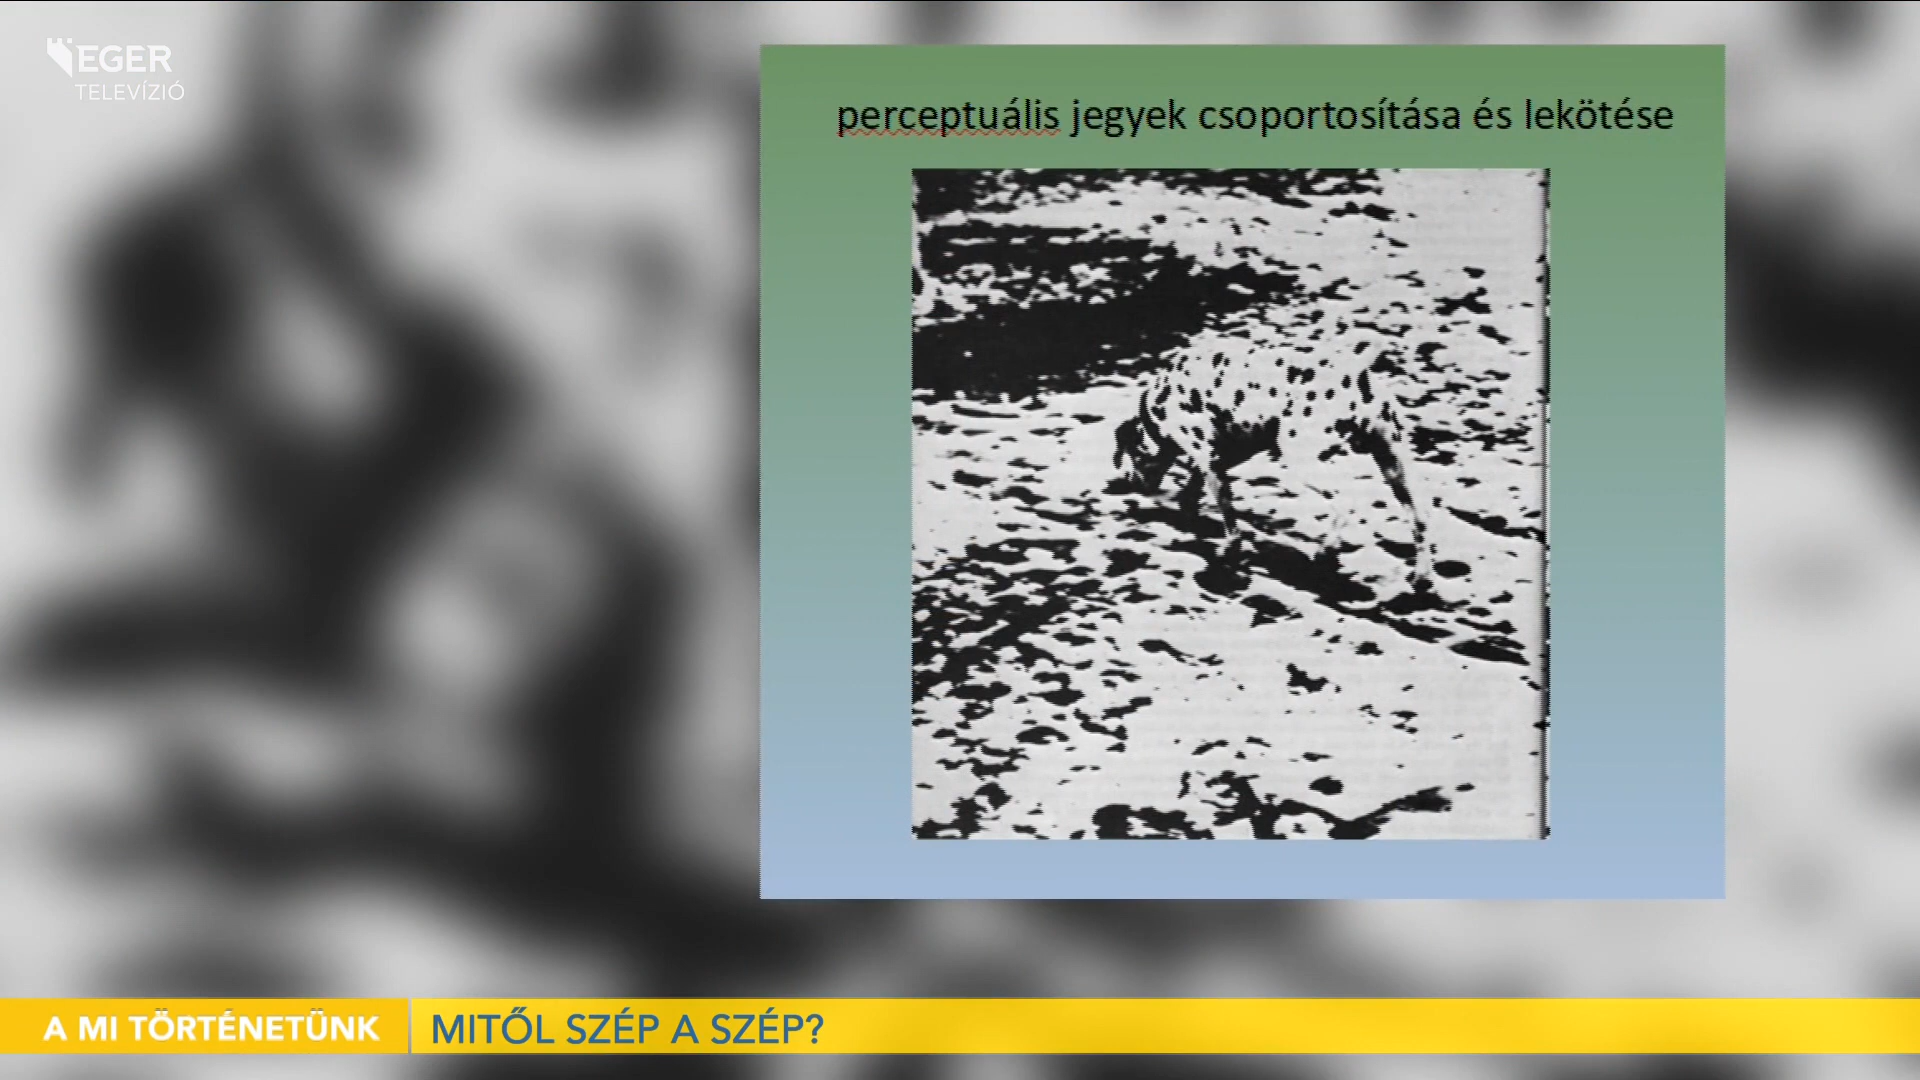 EGER
TELEVÍZIÓ
perceptuális jegyek csoportosítása és lekötése
A MI TÖRTÉNETÜNK
MITŐL SZÉP A SZÉP?